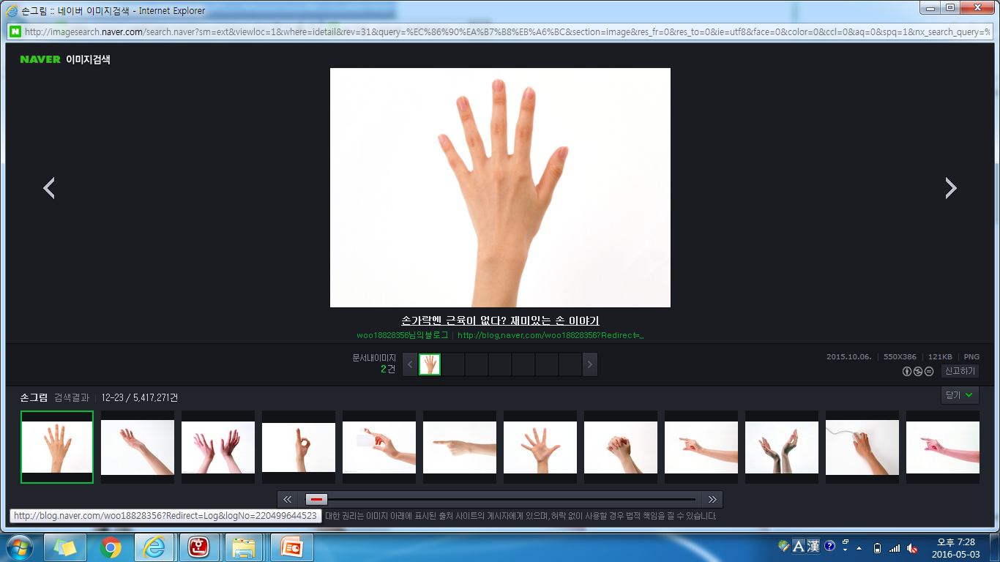 손그림 :: 네이버 이미지검색 - Internet Explorer
http://imagesearch.naver.com/search.naver?sm=ext&viewloc=1&where=idetail&rev=31&query=%EC%86%90%EA%B7%B8%EB%A6%BC&section=image&res_fr=0&res_to=0&ie=utf8&face=0&color=0&ccl=0&aq=0&spq=1&nx_search_query=%
NAVER 이미지검색
손가락엔 근육이 없다? 재미있는 손 이야기
woo18828356님의블로그 | http://blog.naver.com/woo18828356?Redirect=...
문서내이미지
2건
2015.10.06. | 550X386 | 121KB | PNG
신고하기
손그림 검색결과 | 12-23 / 5,417,271건
닫기
http://blog.naver.com/woo18828356?Redirect=Log&logNo=220499644523
대한 권리는 이미지 아래에 표시된 출처 사이트의 게시자에게 있으며, 허락 없이 사용할 경우 법적 책임을 질 수 있습니다.
A 漢
오후 7:28
2016-05-03